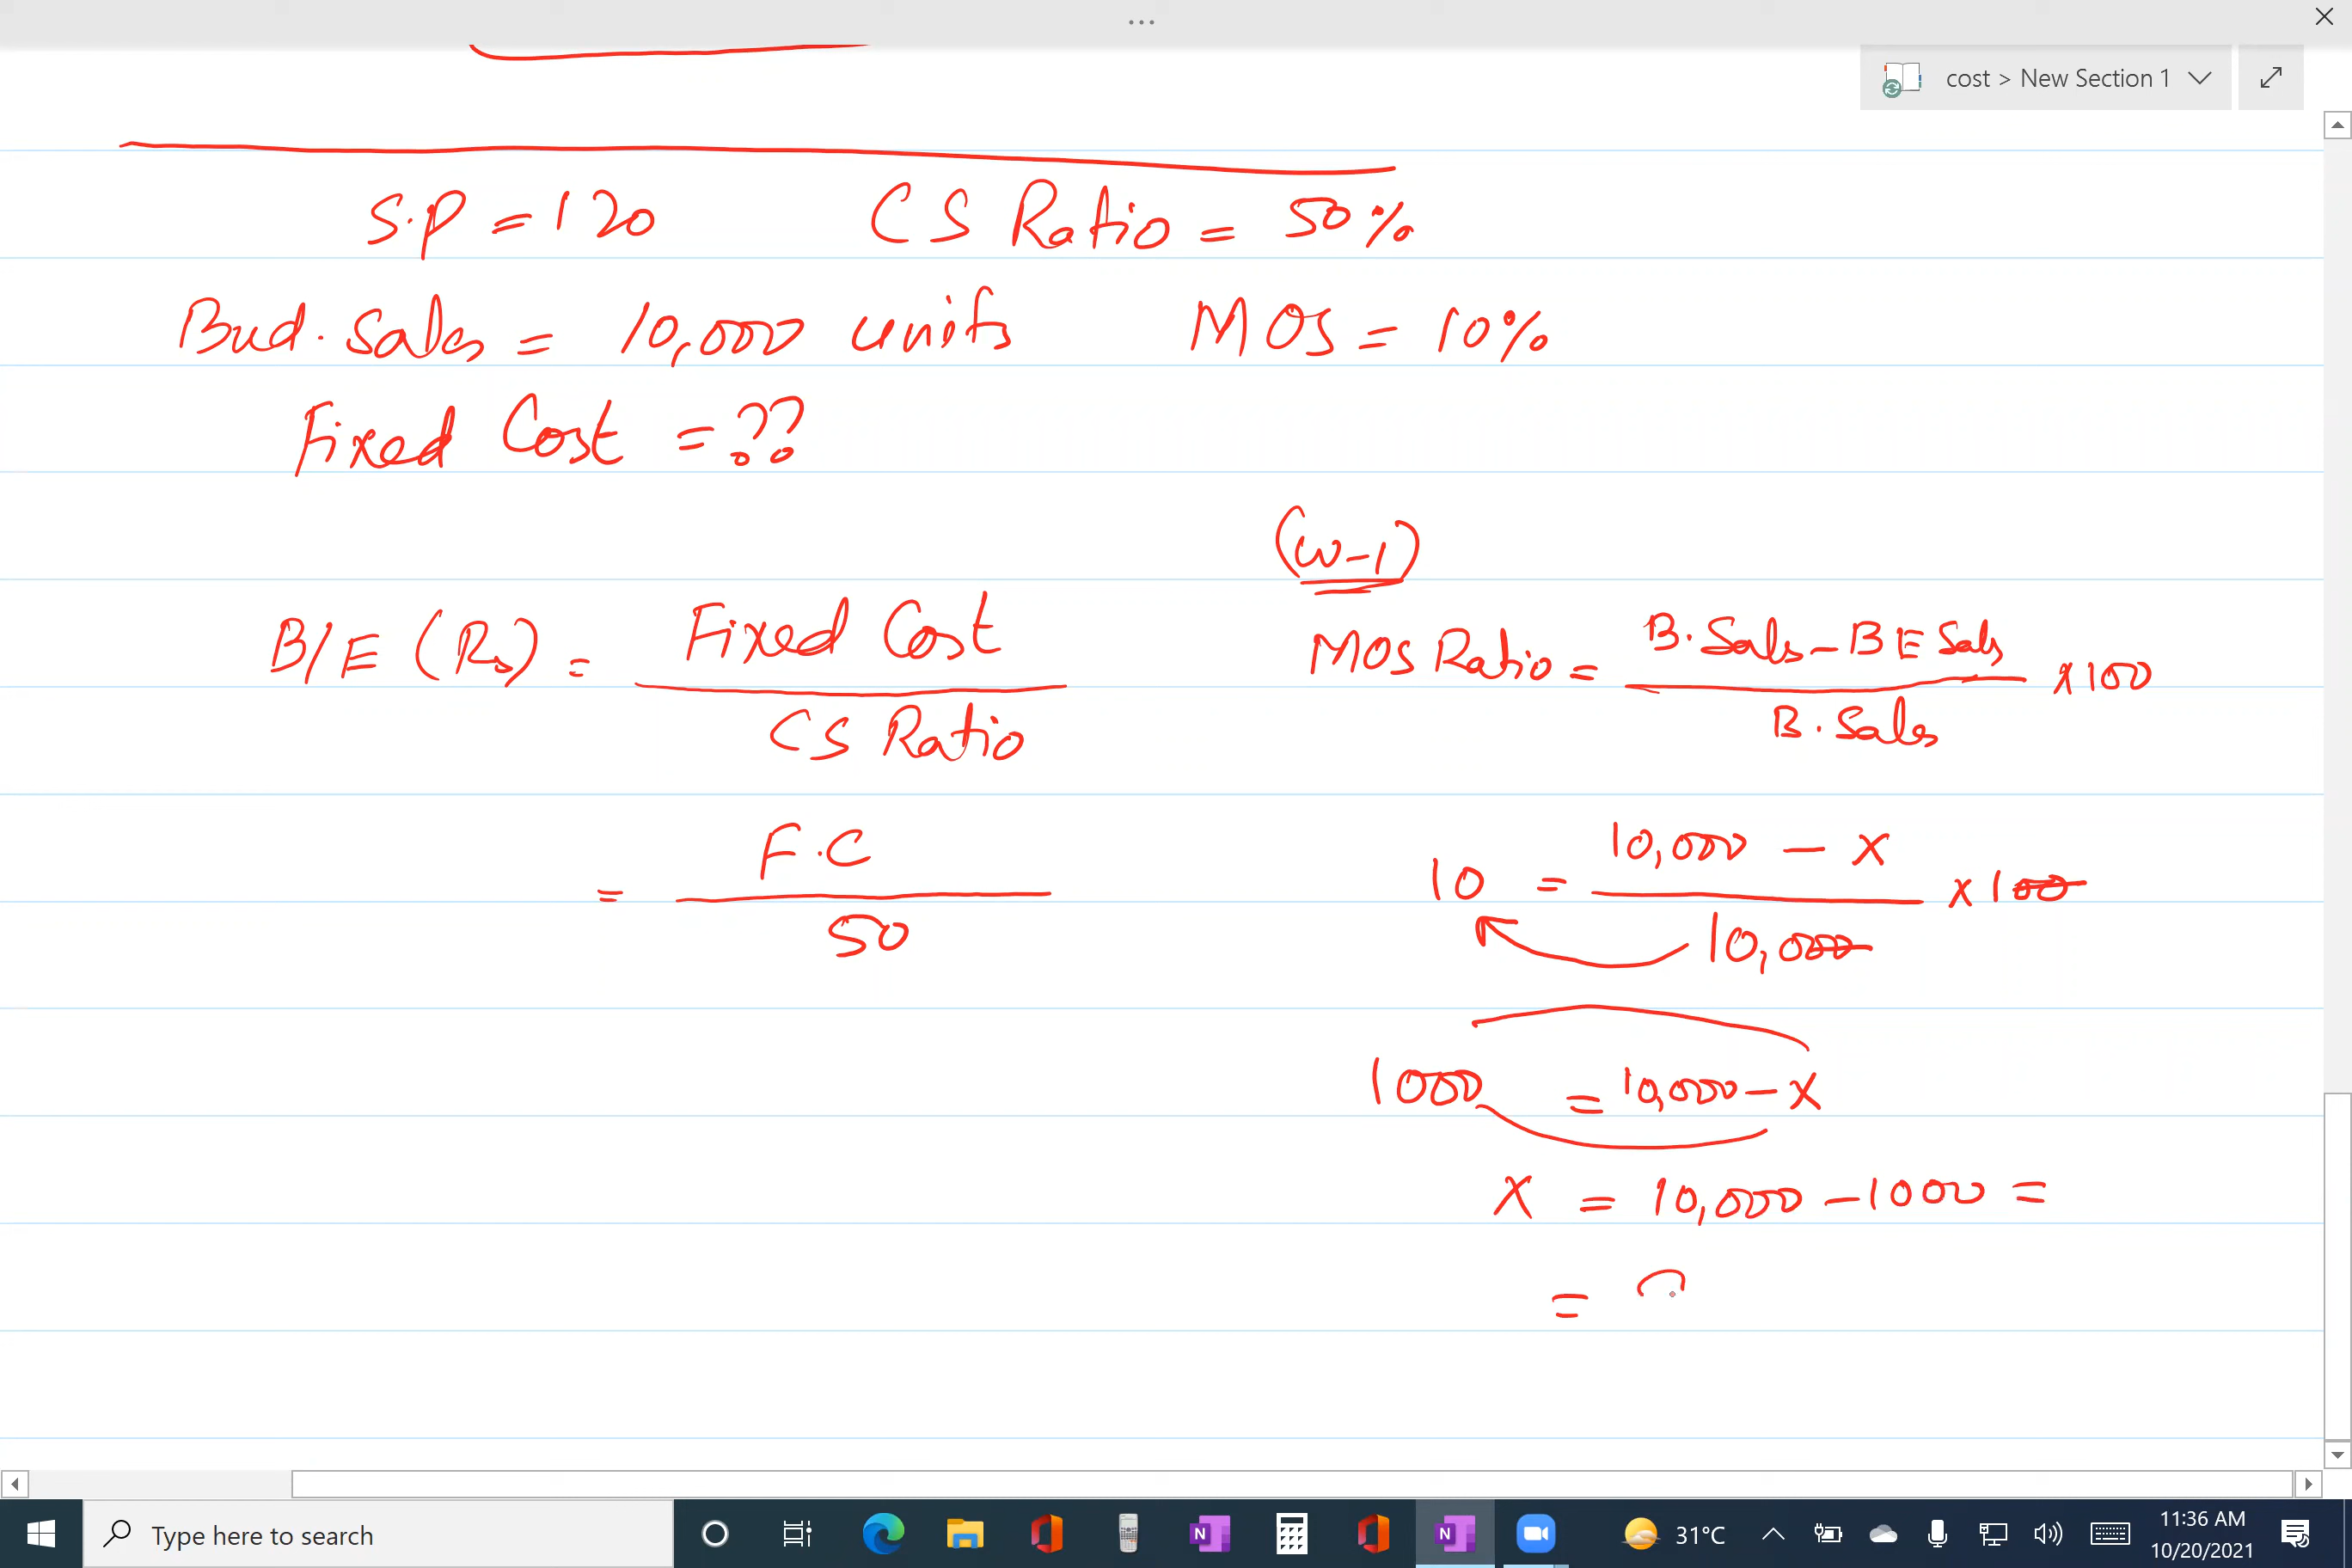 cost > New Section 1
S.P = 120 CS Ratio = 50%
Bud. Sales = 10,000 units MOS = 10%
Fixed Cost = ??
(W-1)
B/E (Rs) = Fixed Cost / CS Ratio
MOS Ratio = B. Sales - BE Sales / B. Sales × 100
= F.C / 50
10 = 10,000 - X / 10,000 × 100
1000 = 10,000 - X
X = 10,000 - 1000 =
=
Type here to search
31°C
11:36 AM
10/20/2021